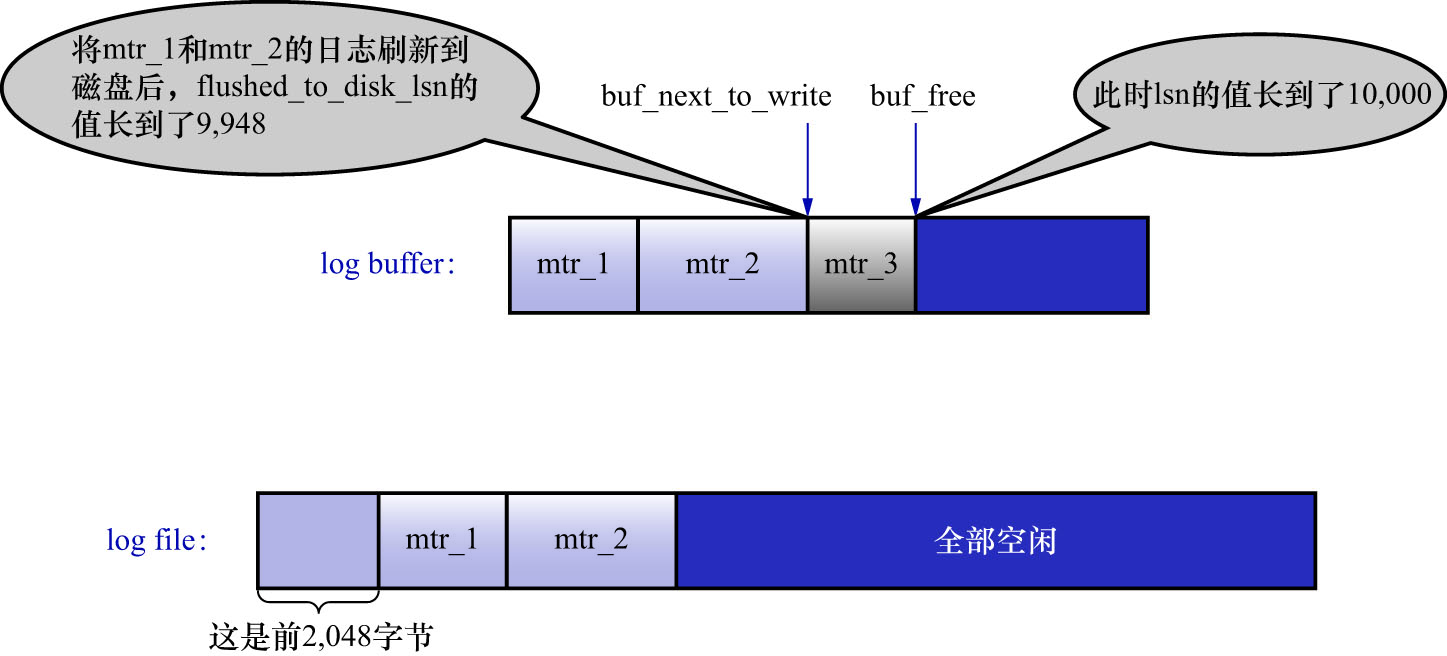 将mtr_1和mtr_2的日志刷新到
磁盘后，flushed_to_disk_lsn的
值长到了9,948
buf_next_to_write
buf_free
此时lsn的值长到了10,000
log buffer：
mtr_1
mtr_2
mtr_3
log file：
mtr_1
mtr_2
全部空闲
这是前2,048字节